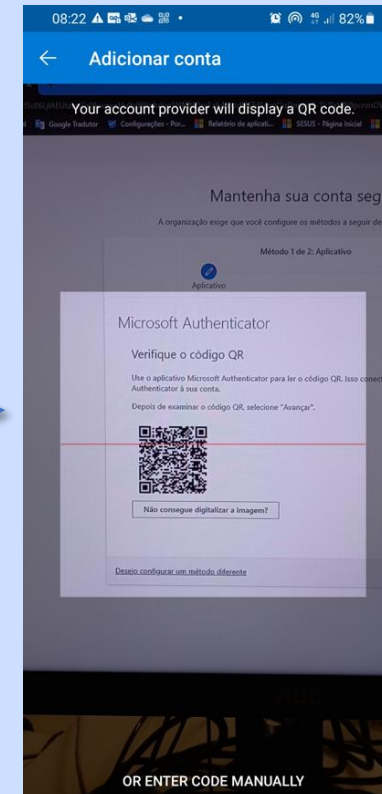 08:22
46 82%
Adicionar conta
Your account provider will display a QR code.
Google Tradutor Configurações - Por... Relatório de aplicati... SESUS - Página Inicial
Mantenha sua conta seg
A organização exige que você configure os métodos a seguir de
Método 1 de 2: Aplicativo
Aplicativo
Microsoft Authenticator
Verifique o código QR
Use o aplicativo Microsoft Authenticator para ler o código QR. Isso conect
Authenticator à sua conta.
Depois de examinar o código QR, selecione "Avançar".
Não consegue digitalizar a imagem?
Desejo configurar um método diferente
AOC
OR ENTER CODE MANUALLY